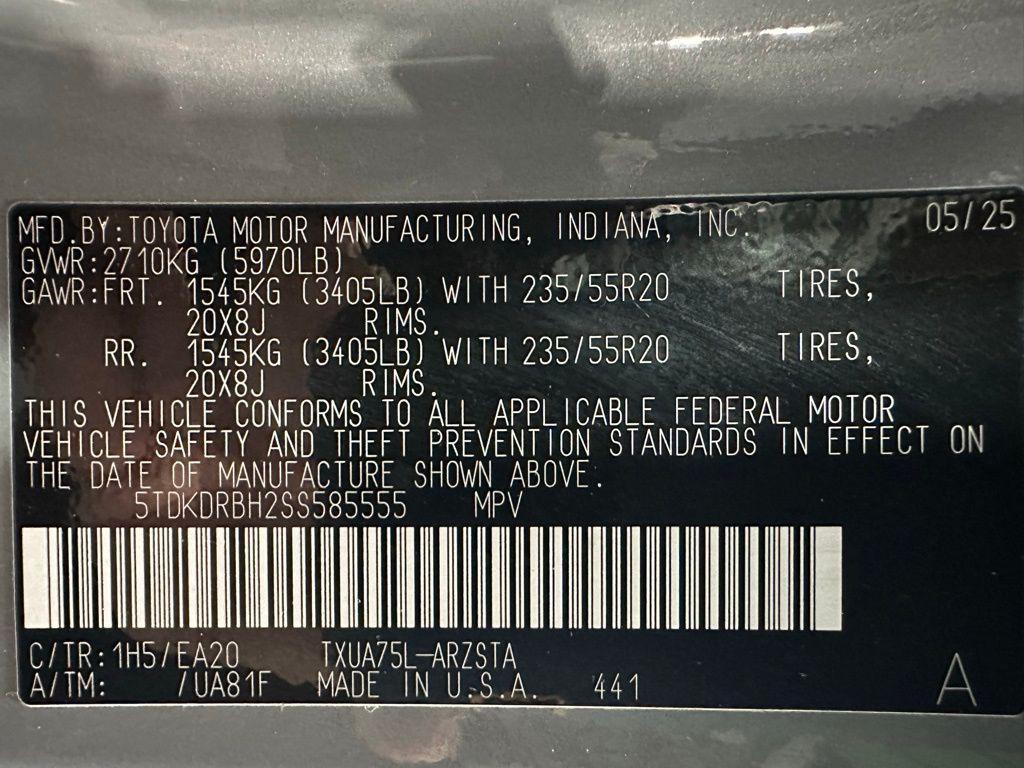 MFD.BY:TOYOTA MOTOR MANUFACTURING, INDIANA, INC. 05/25
GVWR:2710KG (5970LB)
GAWR:FRT. 1545KG (3405LB) WITH 235/55R20 TIRES,
20X8J RIMS.
RR. 1545KG (3405LB) WITH 235/55R20 TIRES,
20X8J RIMS.
THIS VEHICLE CONFORMS TO ALL APPLICABLE FEDERAL MOTOR
VEHICLE SAFETY AND THEFT PREVENTION STANDARDS IN EFFECT ON
THE DATE OF MANUFACTURE SHOWN ABOVE.
5TDKDRBH2SS585555 MPV
C/TR:1H5/EA20 TXUA75L-ARZSTA
A/TM: /UA81F MADE IN U.S.A. 441 A